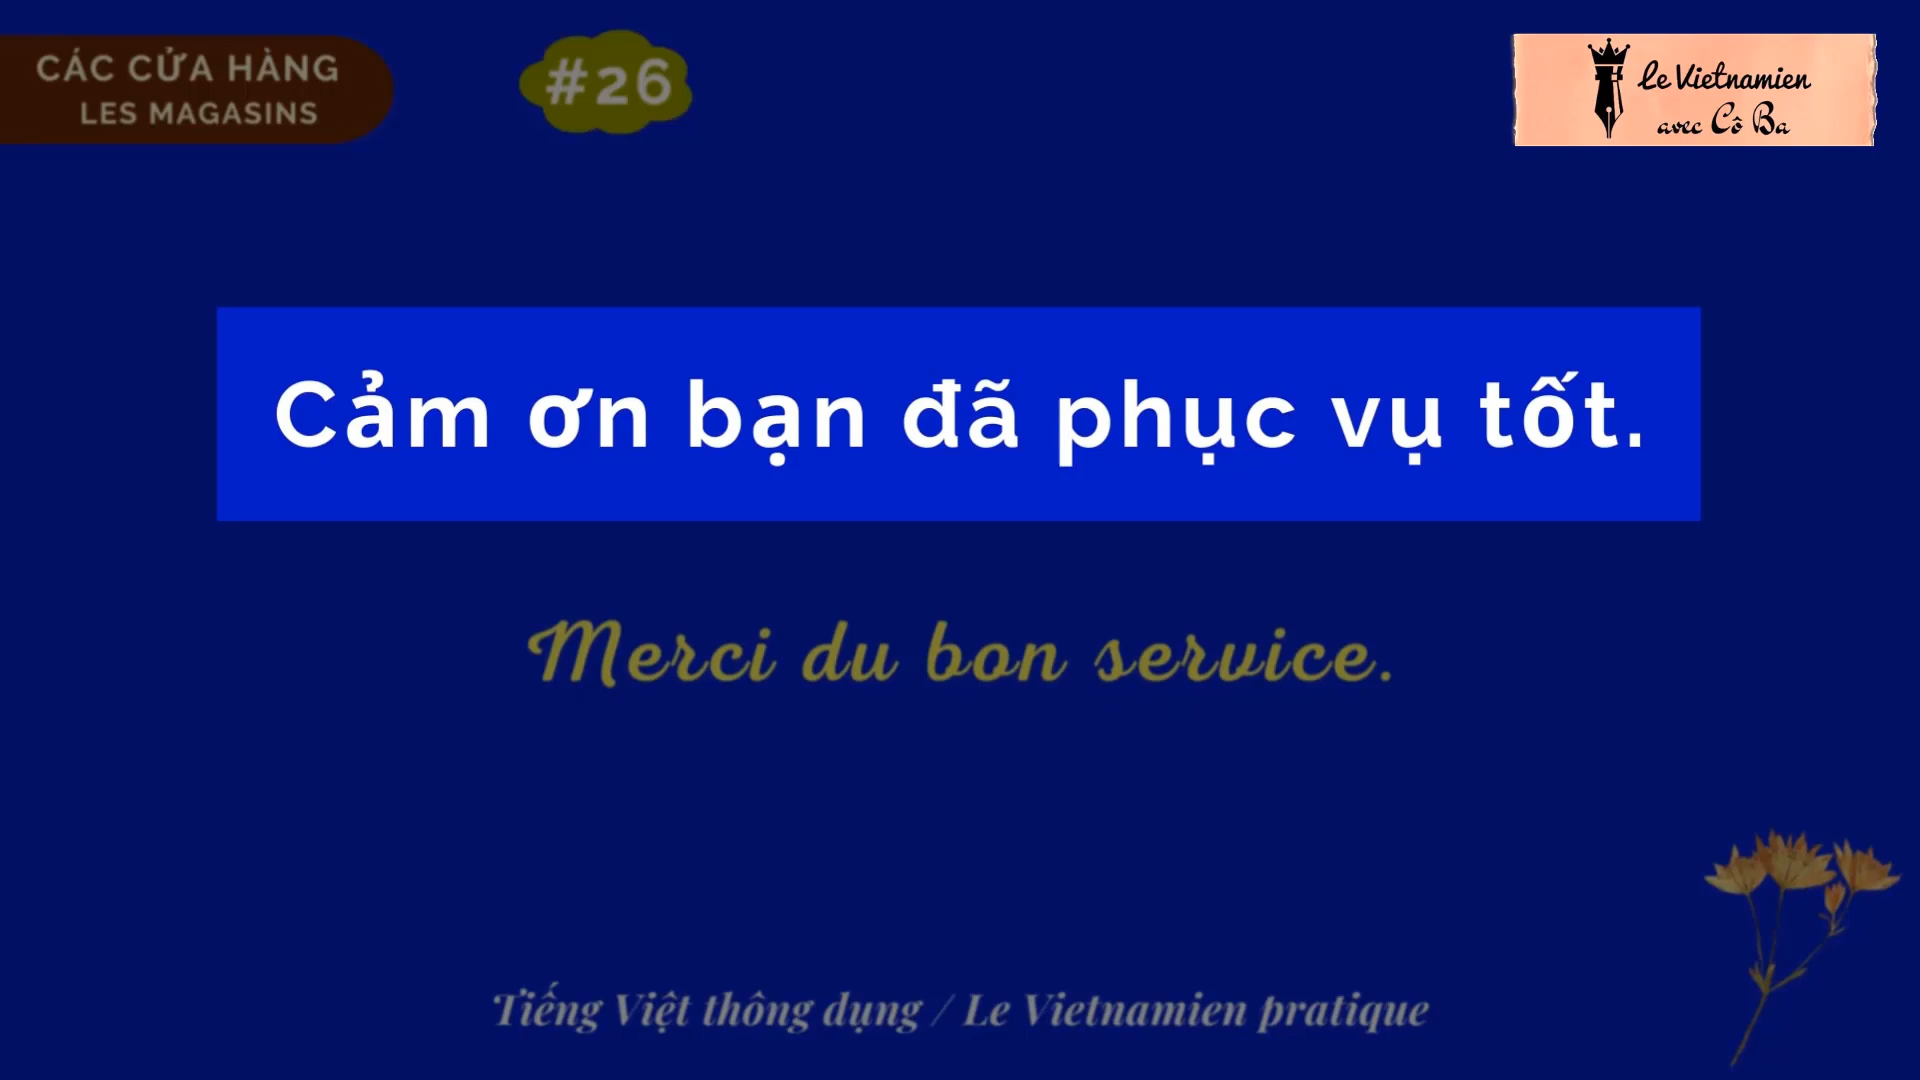 CÁC CỬA HÀNG
LES MAGASINS
#26
Le Vietnamien
avec Cô Ba
Cảm ơn bạn đã phục vụ tốt.
Merci du bon service.
Tiếng Việt thông dụng / Le Vietnamien pratique